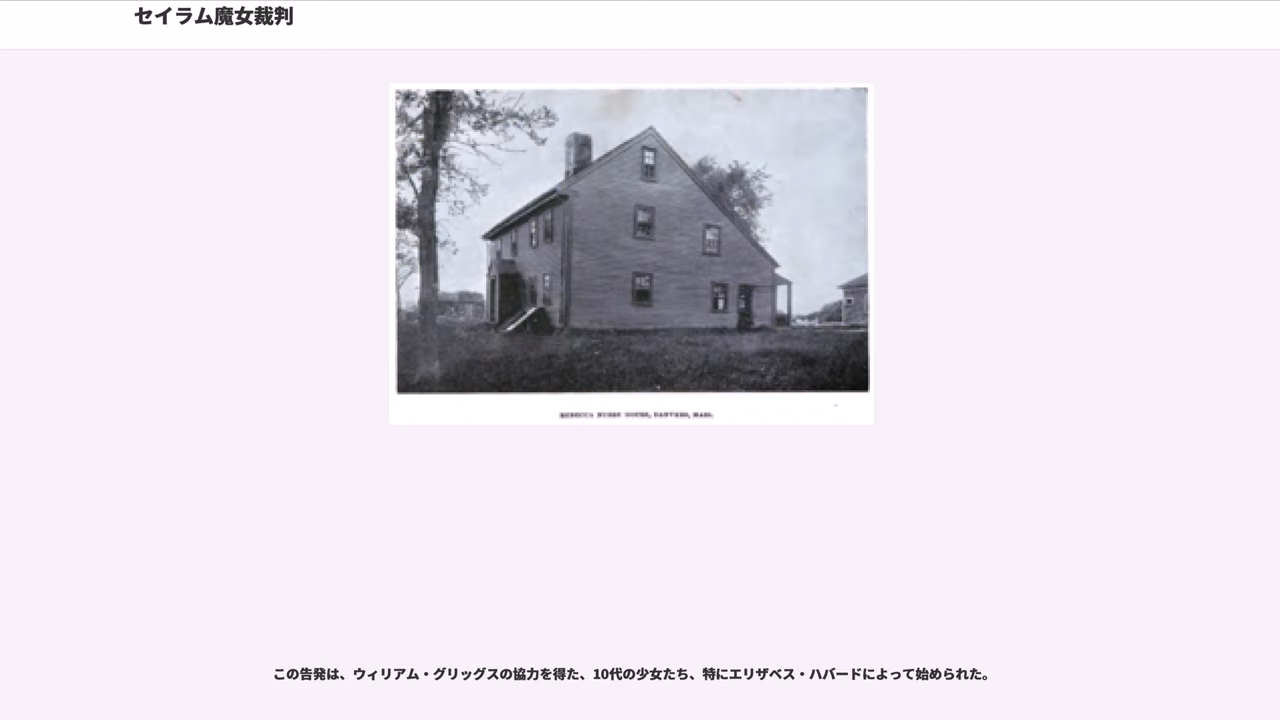 セイラム魔女裁判
REBECCA NURSE HOUSE, DANVERS, MASS.
この告発は、ウィリアム・グリッグスの協力を得た、10代の少女たち、特にエリザベス・ハバードによって始められた。